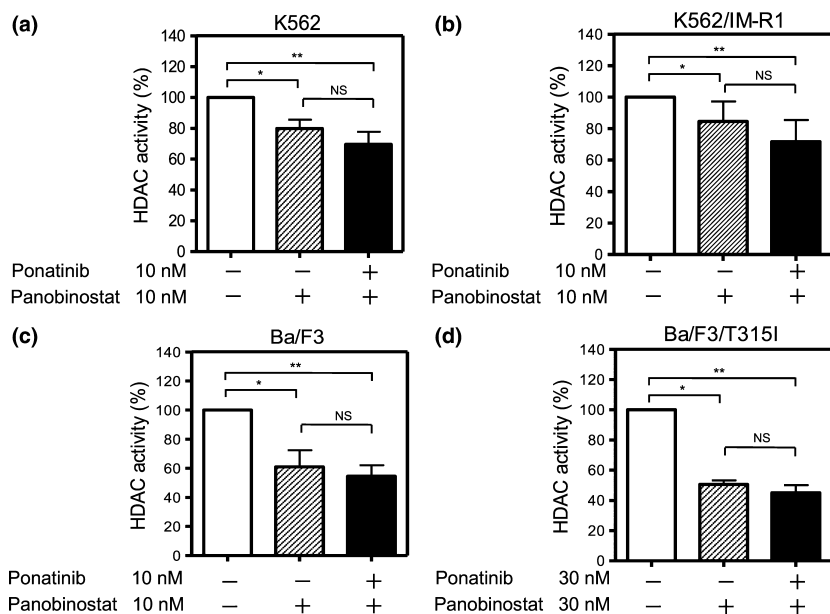 (a)
K562
HDAC activity (%)
140
120
100
80
60
40
20
0
**
*
NS
Ponatinib 10 nM − − +
Panobinostat 10 nM − + +
(b)
K562/IM-R1
HDAC activity (%)
140
120
100
80
60
40
20
0
**
*
NS
Ponatinib 10 nM − − +
Panobinostat 10 nM − + +
(c)
Ba/F3
HDAC activity (%)
140
120
100
80
60
40
20
0
**
*
NS
Ponatinib 10 nM − − +
Panobinostat 10 nM − + +
(d)
Ba/F3/T315I
HDAC activity (%)
140
120
100
80
60
40
20
0
**
*
NS
Ponatinib 30 nM − − +
Panobinostat 30 nM − + +